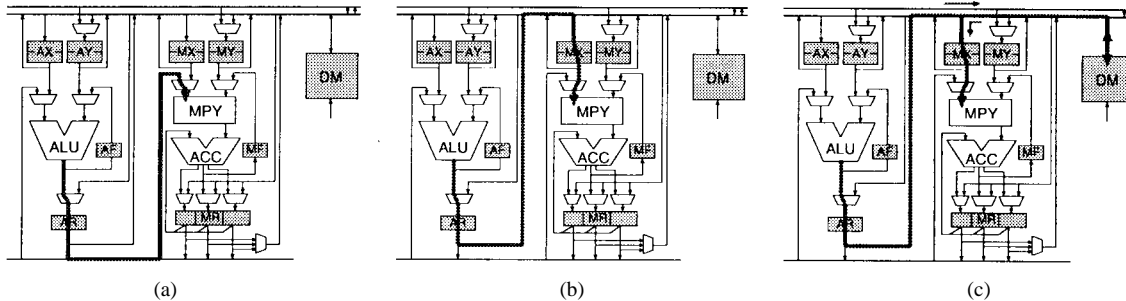 AX AY MX MY
DM
MPY
ALU AF ACC MF
AR MR
(a)
AX AY MX MY
DM
MPY
ALU AF ACC MF
AR MR
(b)
AX AY MX MY
DM
MPY
ALU AF ACC MF
AR MR
(c)